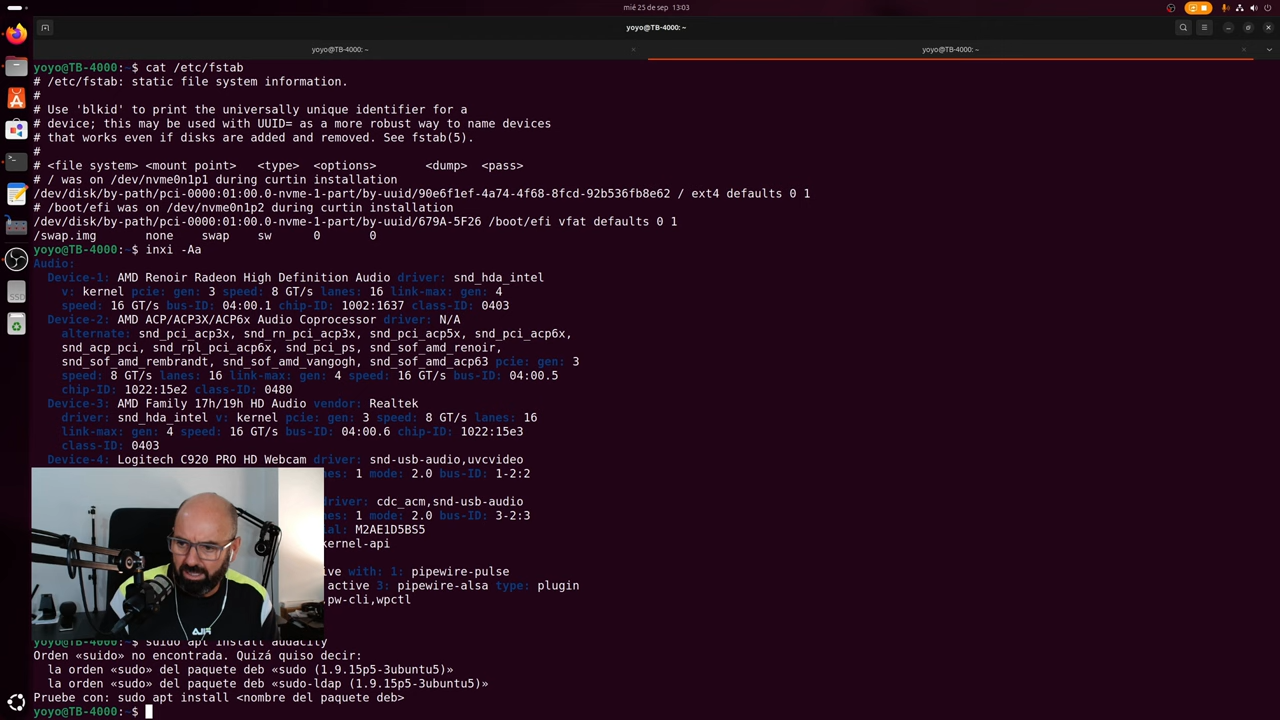 mié 25 de sep 13:03
yoyo@TB-4000: ~
yoyo@TB-4000: ~
yoyo@TB-4000: ~
yoyo@TB-4000:~$ cat /etc/fstab
# /etc/fstab: static file system information.
#
# Use 'blkid' to print the universally unique identifier for a
# device; this may be used with UUID= as a more robust way to name devices
# that works even if disks are added and removed. See fstab(5).
#
# <file system> <mount point>   <type>  <options>       <dump>  <pass>
# / was on /dev/nvme0n1p1 during curtin installation
/dev/disk/by-path/pci-0000:01:00.0-nvme-1-part/by-uuid/90e6f1ef-4a74-4f68-8fcd-92b536fb8e62 / ext4 defaults 0 1
# /boot/efi was on /dev/nvme0n1p2 during curtin installation
/dev/disk/by-path/pci-0000:01:00.0-nvme-1-part/by-uuid/679A-5F26 /boot/efi vfat defaults 0 1
/swap.img	none	swap	sw	0	0
yoyo@TB-4000:~$ inxi -Aa
Audio:
Device-1: AMD Renoir Radeon High Definition Audio driver: snd_hda_intel
v: kernel pcie: gen: 3 speed: 8 GT/s lanes: 16 link-max: gen: 4
speed: 16 GT/s bus-ID: 04:00.1 chip-ID: 1002:1637 class-ID: 0403
Device-2: AMD ACP/ACP3X/ACP6x Audio Coprocessor driver: N/A
alternate: snd_pci_acp3x, snd_rn_pci_acp3x, snd_pci_acp5x, snd_pci_acp6x,
snd_acp_pci, snd_rpl_pci_acp6x, snd_pci_ps, snd_sof_amd_renoir,
snd_sof_amd_rembrandt, snd_sof_amd_vangogh, snd_sof_amd_acp63 pcie: gen: 3
speed: 8 GT/s lanes: 16 link-max: gen: 4 speed: 16 GT/s bus-ID: 04:00.5
chip-ID: 1022:15e2 class-ID: 0480
Device-3: AMD Family 17h/19h HD Audio vendor: Realtek
driver: snd_hda_intel v: kernel pcie: gen: 3 speed: 8 GT/s lanes: 16
link-max: gen: 4 speed: 16 GT/s bus-ID: 04:00.6 chip-ID: 1022:15e3
class-ID: 0403
Device-4: Logitech C920 PRO HD Webcam driver: snd-usb-audio,uvcvideo
nes: 1 mode: 2.0 bus-ID: 1-2:2
driver: cdc_acm,snd-usb-audio
nes: 1 mode: 2.0 bus-ID: 3-2:3
ial: M2AE1D5BS5
kernel-api
ive with: 1: pipewire-pulse
active 3: pipewire-alsa type: plugin
,pw-cli,wpctl
yoyo@TB-4000:~$ suido apt install audacity
Orden «suido» no encontrada. Quizá quiso decir:
la orden «sudo» del paquete deb «sudo (1.9.15p5-3ubuntu5)»
la orden «sudo» del paquete deb «sudo-ldap (1.9.15p5-3ubuntu5)»
Pruebe con: sudo apt install <nombre del paquete deb>
yoyo@TB-4000:~$
SSD